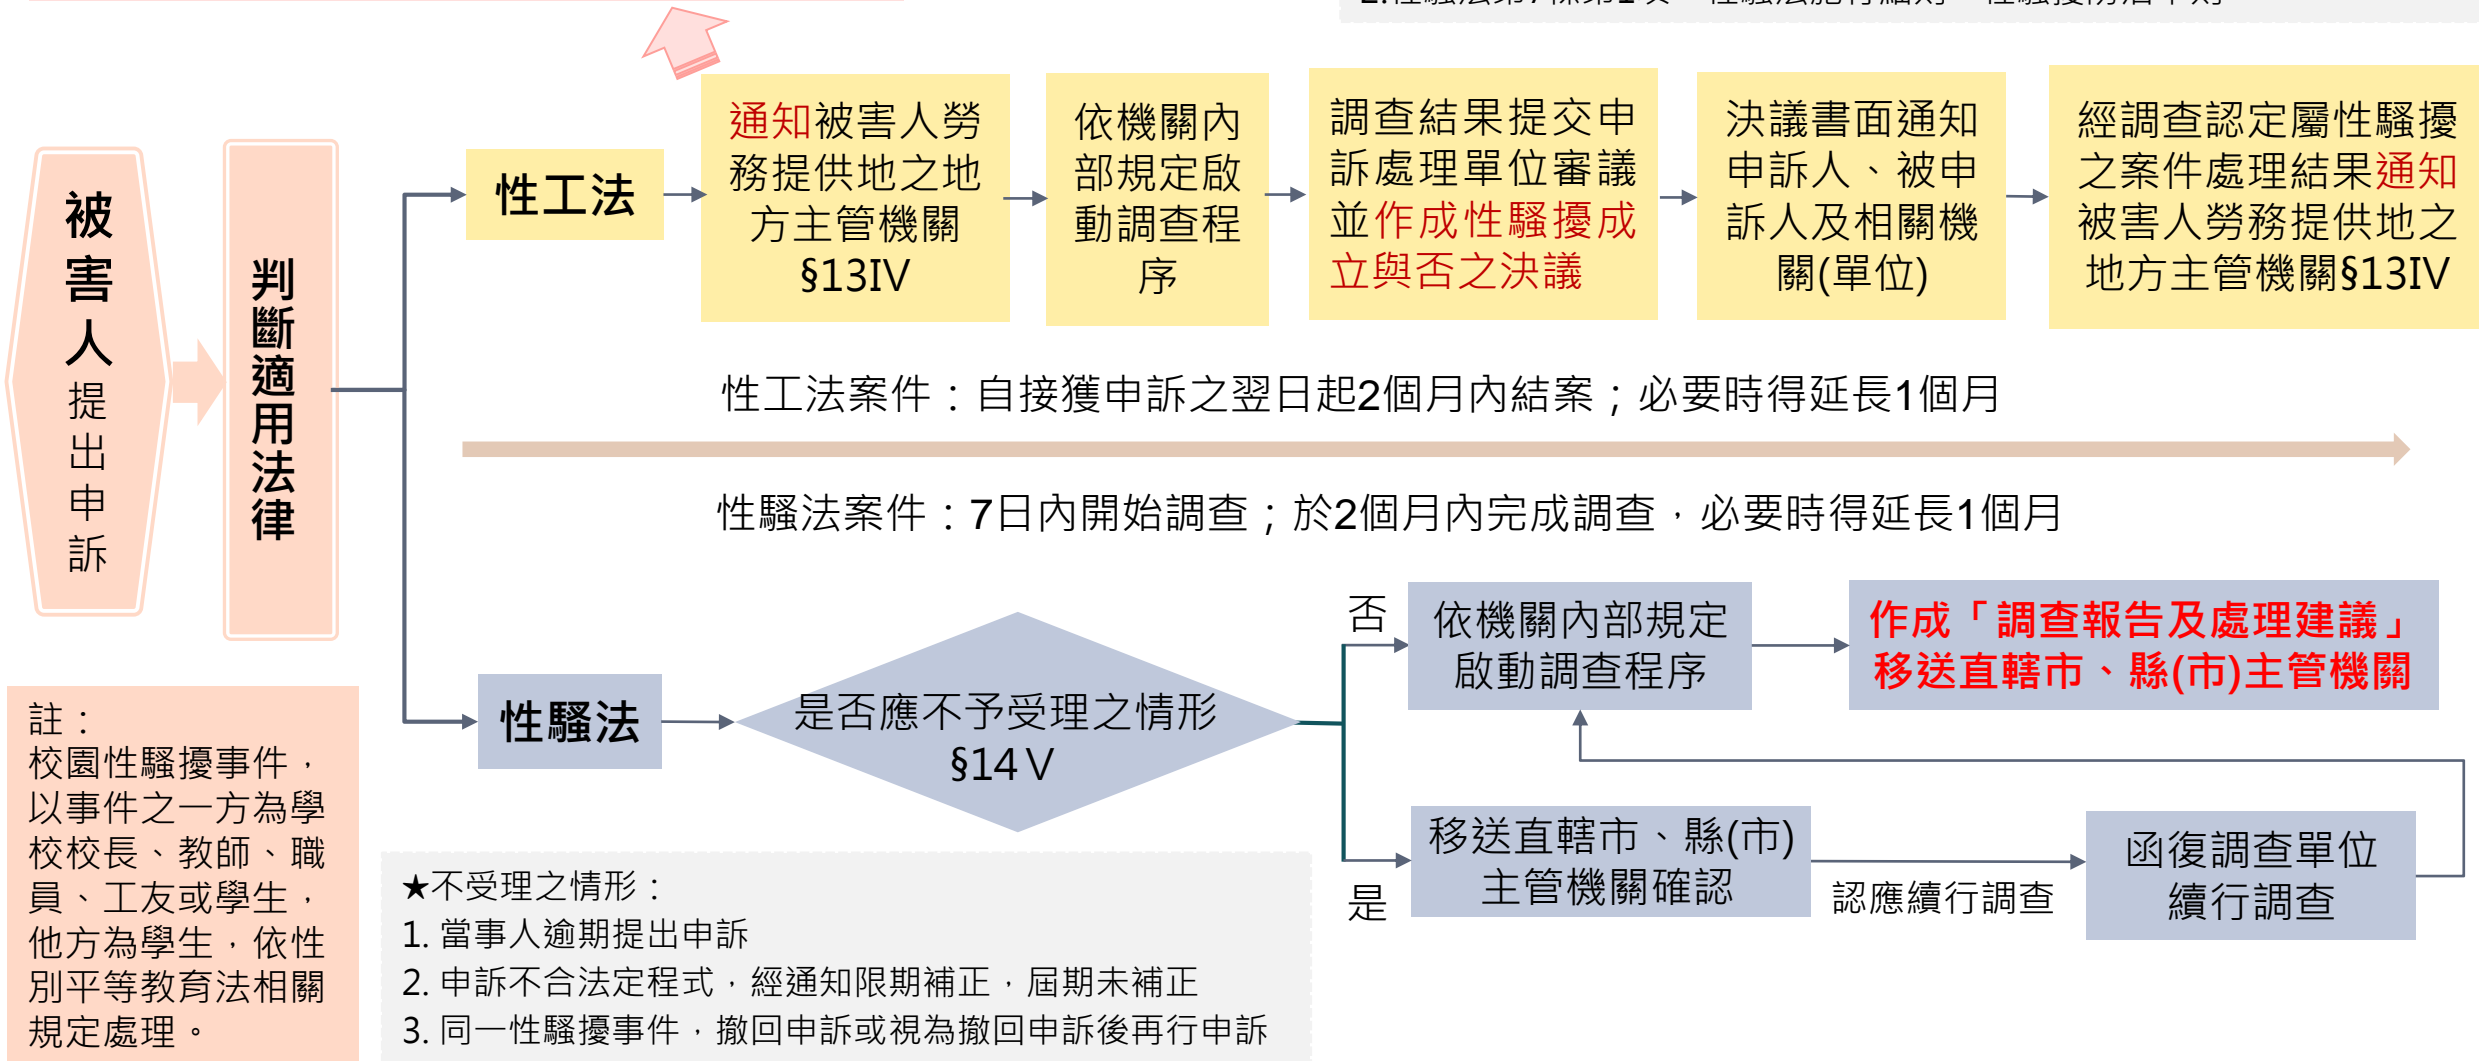 通知被害人勞
務提供地之地
方主管機關
§13IV
依機關內
部規定啟
動調查程
序
調查結果提交申
訴處理單位審議
並作成性騷擾成
立與否之決議
決議書面通知
申訴人、被申
訴人及相關機
關(單位)
經調查認定屬性騷擾
之案件處理結果通知
被害人勞務提供地之
地方主管機關§13IV
性工法
被
害
人
提
出
申
訴
判
斷
適
用
法
律
性工法案件：自接獲申訴之翌日起2個月內結案；必要時得延長1個月
性騷法案件：7日內開始調查；於2個月內完成調查，必要時得延長1個月
性騷法
是否應不予受理之情形
§14Ⅴ
否
依機關內部規定
啟動調查程序
作成「調查報告及處理建議」
移送直轄市、縣(市)主管機關
是
移送直轄市、縣(市)
主管機關確認
認應續行調查
函復調查單位
續行調查
註：
校園性騷擾事件，
以事件之一方為學
校校長、教師、職
員、工友或學生，
他方為學生，依性
別平等教育法相關
規定處理。
★不受理之情形：
1. 當事人逾期提出申訴
2. 申訴不合法定程式，經通知限期補正，屆期未補正
3. 同一性騷擾事件，撤回申訴或視為撤回申訴後再行申訴